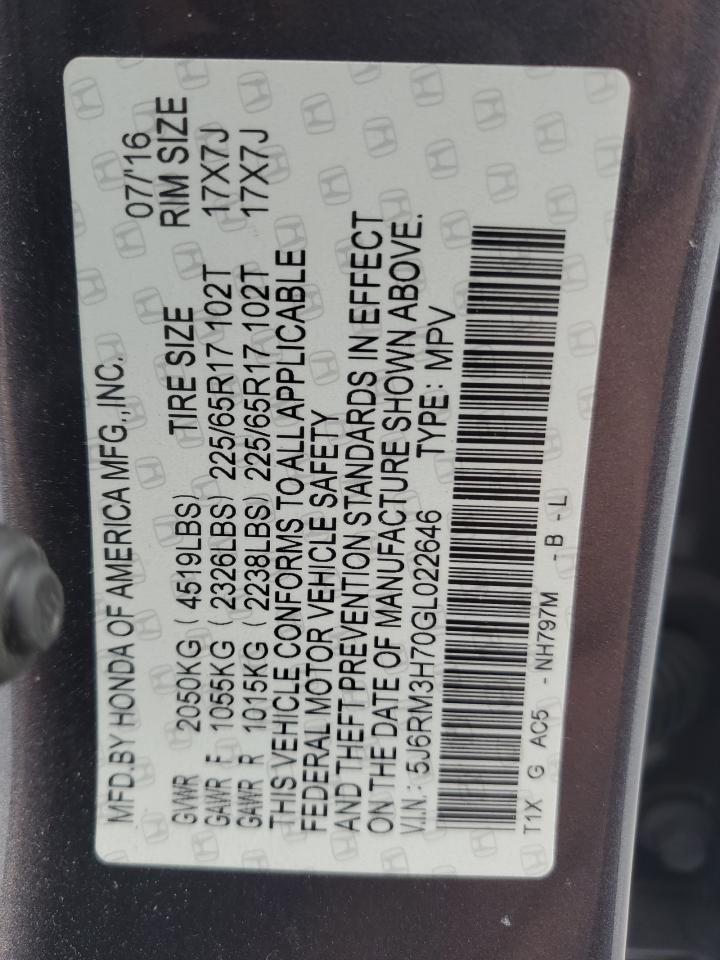 MFD.BY HONDA OF AMERICA MFG.,INC. 07/'16
GVWR 2050KG (4519LBS) TIRE SIZE RIM SIZE
GAWR F 1055KG (2326LBS) 225/65R17 102T 17X7J
GAWR R 1015KG (2238LBS) 225/65R17 102T 17X7J
THIS VEHICLE CONFORMS TO ALL APPLICABLE
FEDERAL MOTOR VEHICLE SAFETY
AND THEFT PREVENTION STANDARDS IN EFFECT
ON THE DATE OF MANUFACTURE SHOWN ABOVE.
V.I.N.: 5J6RM3H70GL022646 TYPE: MPV
T1X G AC5 -NH797M -B -L